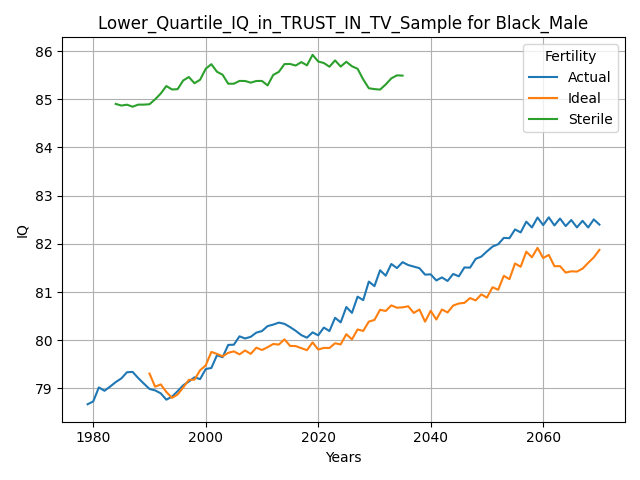 Lower_Quartile_IQ_in_TRUST_IN_TV_Sample for Black_Male
Fertility
Actual
Ideal
Sterile
IQ
86
85
84
83
82
81
80
79
1980 2000 2020 2040 2060
Years